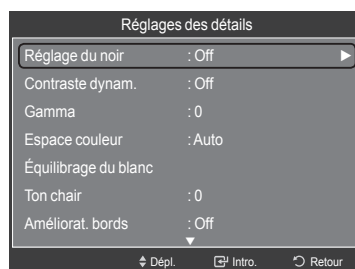 Réglages des détails
Réglage du noir : Off
Contraste dynam. : Off
Gamma : 0
Espace couleur : Auto
Équilibrage du blanc
Ton chair : 0
Améliorat. bords : Off
Dépl. Intro. Retour